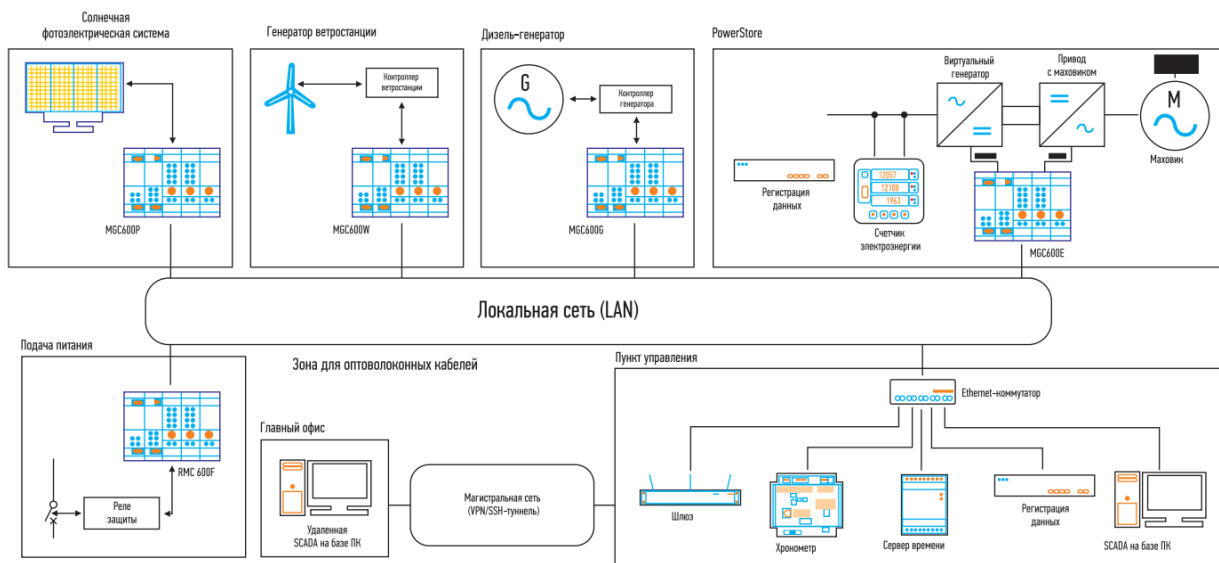 Солнечная
фотоэлектрическая система
MGC600P
Генератор ветростанции
Контроллер
ветростанции
MGC600W
Дизель-генератор
G
Контроллер
генератора
MGC600G
PowerStore
Виртуальный
генератор
Привод
с маховиком
M
Маховик
Регистрация
данных
12057
12108
1963
Счетчик
электроэнергии
MGC600E
Локальная сеть (LAN)
Подача питания
RMC 600F
Реле
защиты
Зона для оптоволоконных кабелей
Главный офис
Удаленная
SCADA на базе ПК
Магистральная сеть
(VPN/SSH-туннель)
Пункт управления
Ethernet-коммутатор
Шлюз
Хронометр
Сервер времени
Регистрация
данных
SCADA на базе ПК